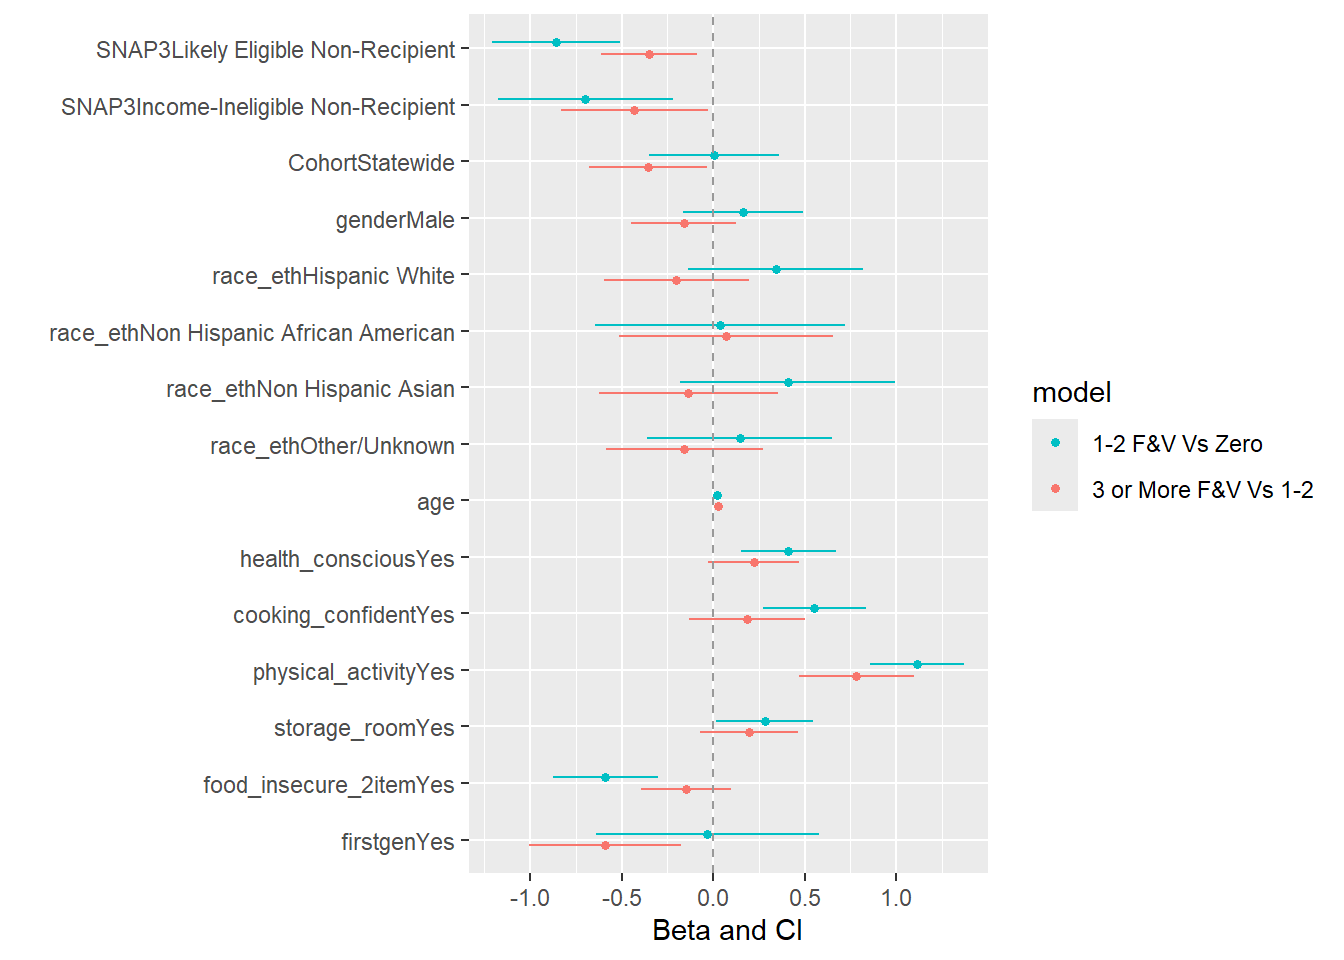 SNAP3Likely Eligible Non-Recipient
SNAP3Income-Ineligible Non-Recipient
CohortStatewide
genderMale
race_ethHispanic White
race_ethNon Hispanic African American
race_ethNon Hispanic Asian
race_ethOther/Unknown
age
health_consciousYes
cooking_confidentYes
physical_activityYes
storage_roomYes
food_insecure_2itemYes
firstgenYes
-1.0 -0.5 0.0 0.5 1.0
Beta and CI
model
1-2 F&V Vs Zero
3 or More F&V Vs 1-2